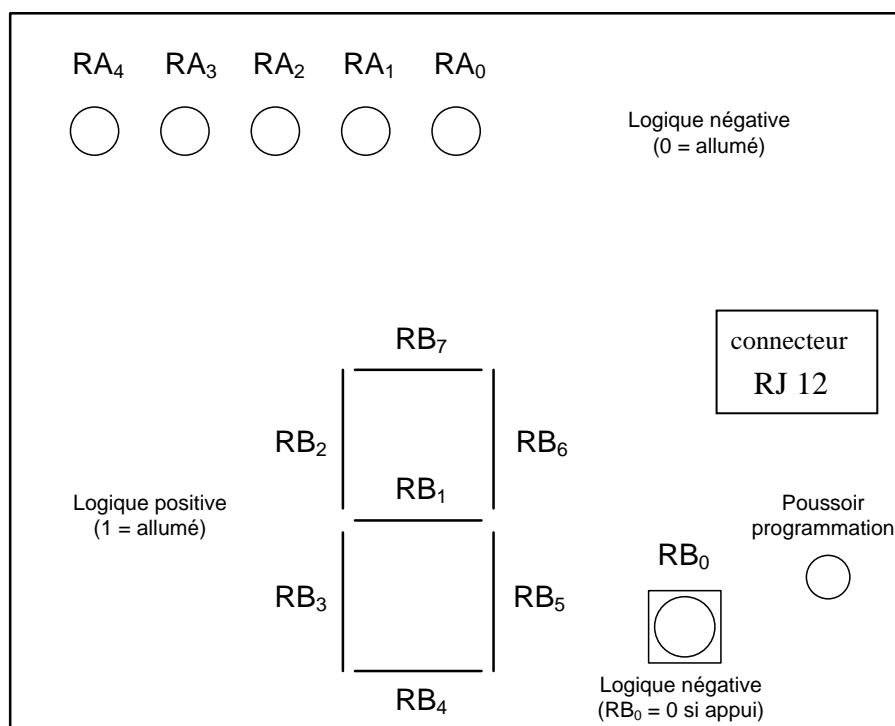 RA₄ RA₃ RA₂ RA₁ RA₀
Logique négative
(0 = allumé)
connecteur
RJ 12
RB₇
RB₂ RB₆
RB₁
Logique positive
(1 = allumé)
Poussoir
programmation
RB₀
RB₃ RB₅
RB₄
Logique négative
(RB₀ = 0 si appui)